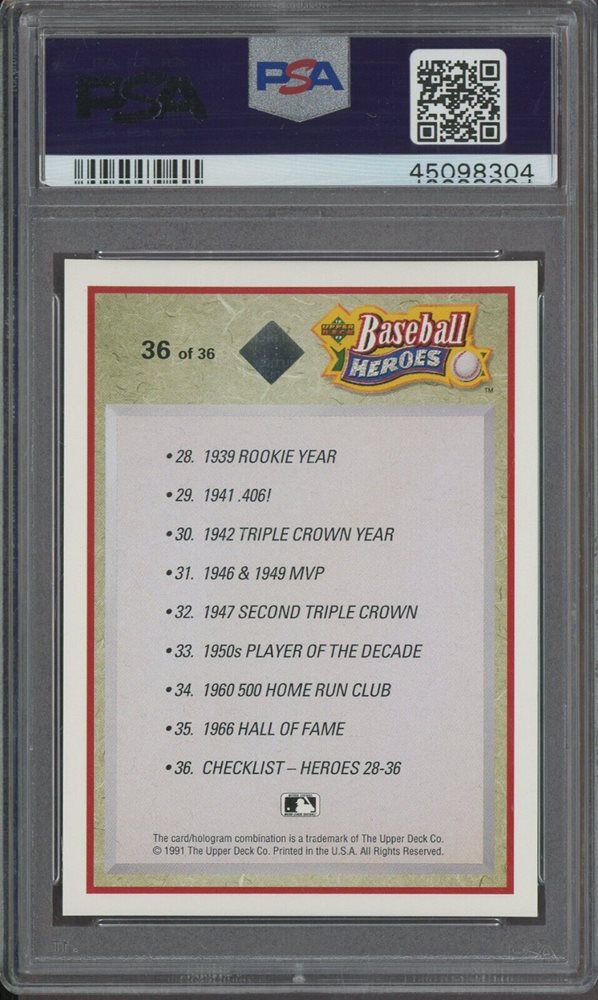 PSA
PSA
45098304
36 of 36
UPPER DECK
Baseball
HEROES
TM
• 28. 1939 ROOKIE YEAR
• 29. 1941 .406!
• 30. 1942 TRIPLE CROWN YEAR
• 31. 1946 & 1949 MVP
• 32. 1947 SECOND TRIPLE CROWN
• 33. 1950s PLAYER OF THE DECADE
• 34. 1960 500 HOME RUN CLUB
• 35. 1966 HALL OF FAME
• 36. CHECKLIST – HEROES 28-36
The card/hologram combination is a trademark of The Upper Deck Co.
© 1991 The Upper Deck Co. Printed in the U.S.A. All Rights Reserved.